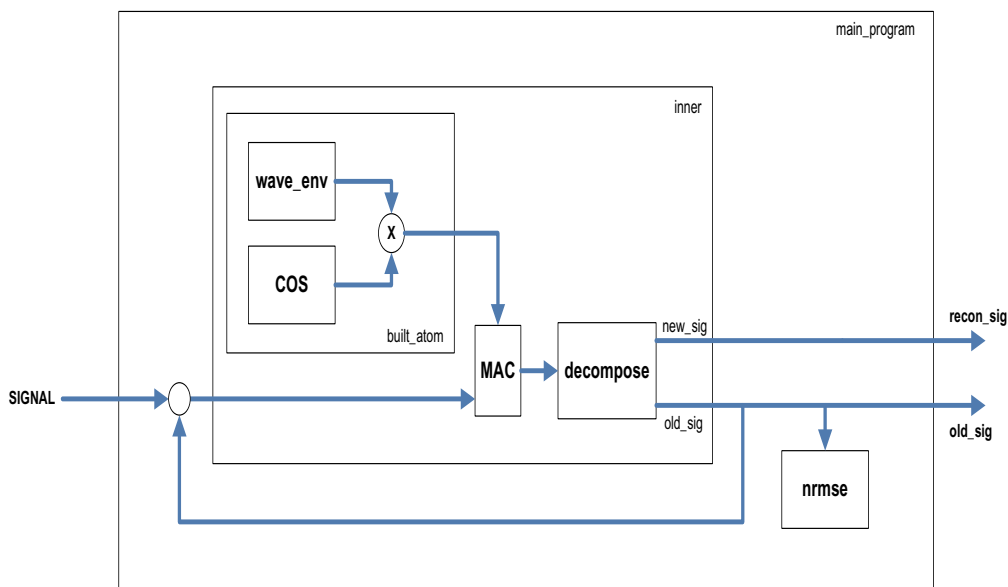 main_program
inner
wave_env
X
COS
built_atom
new_sig
recon_sig
MAC
decompose
SIGNAL
old_sig
old_sig
nrmse